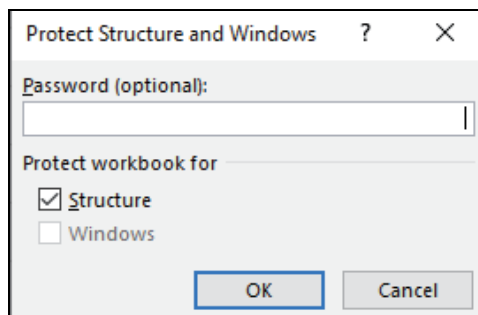 Protect Structure and Windows ?
Password (optional):
Protect workbook for
Structure
Windows
OK Cancel